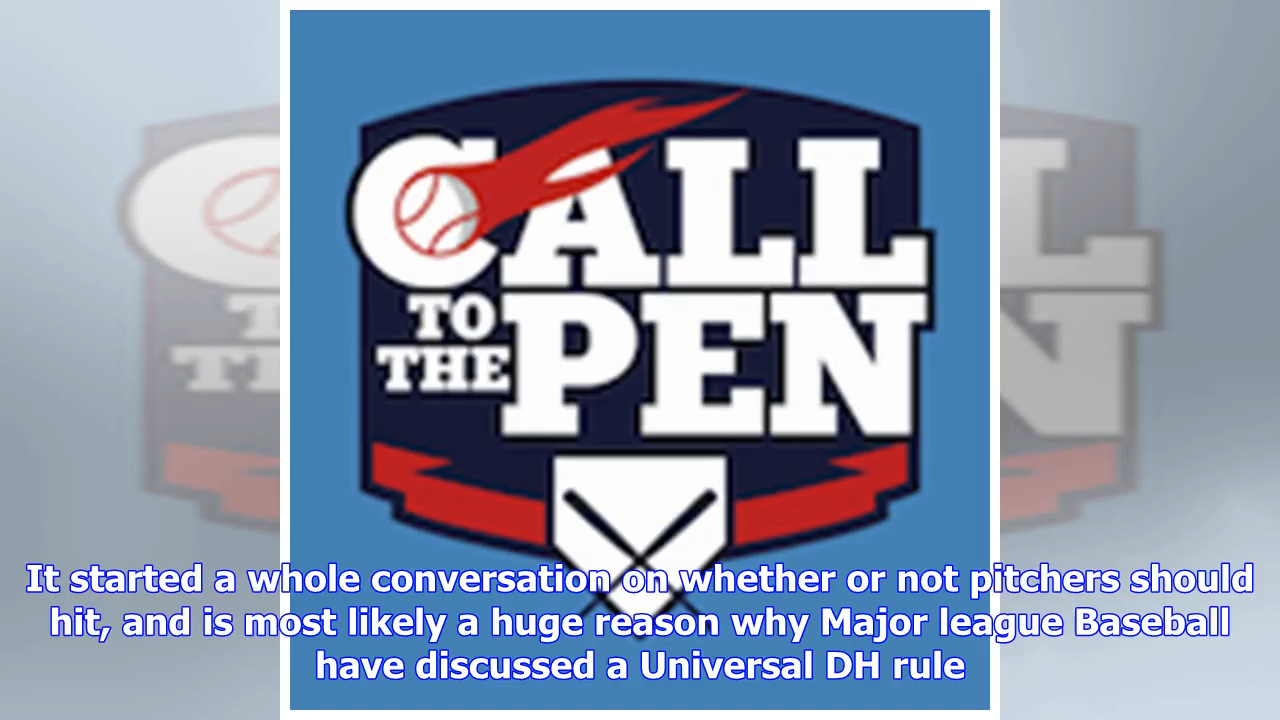 CALL
TO THE PEN
It started a whole conversation on whether or not pitchers should
hit, and is most likely a huge reason why Major league Baseball
have discussed a Universal DH rule